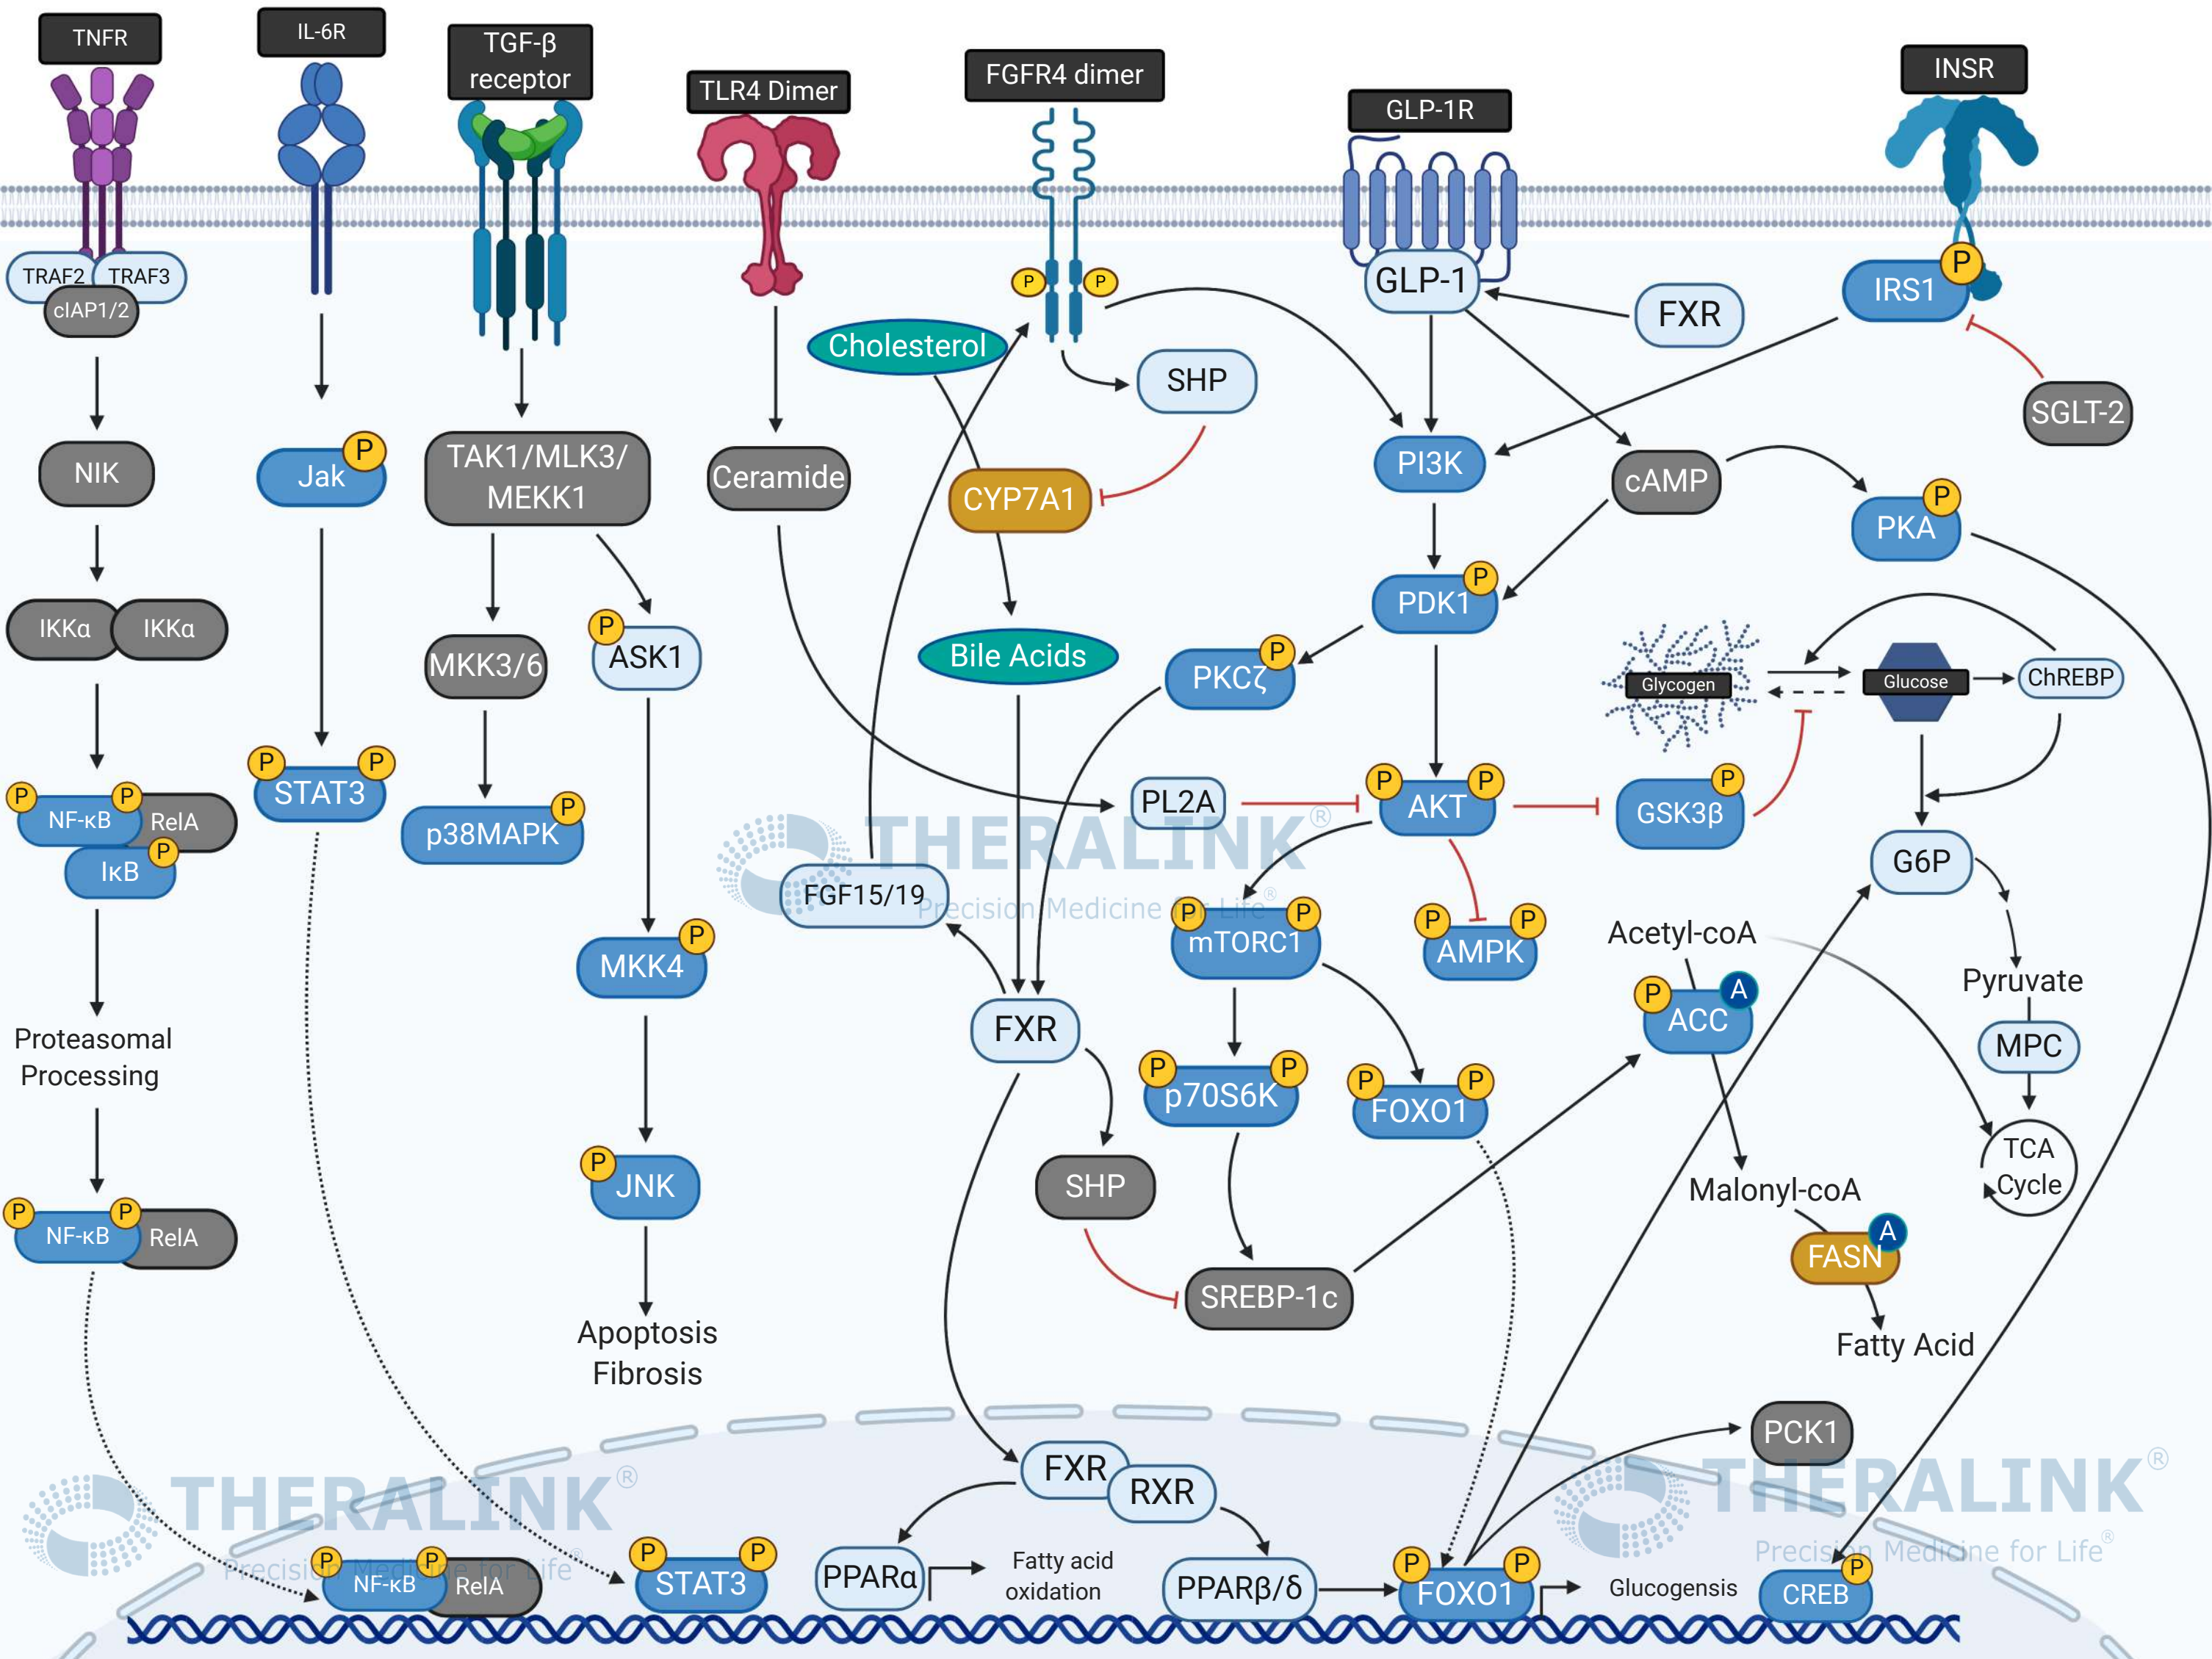 TNFR
IL-6R
TGF-β
receptor
TLR4 Dimer
FGFR4 dimer
GLP-1R
INSR
TRAF2
TRAF3
cIAP1/2
P
P
GLP-1
FXR
IRS1
P
Cholesterol
SHP
SGLT-2
NIK
Jak
P
TAK1/MLK3/
MEKK1
Ceramide
CYP7A1
PI3K
cAMP
PKA
P
IKKα
IKKα
MKK3/6
P
ASK1
Bile Acids
PKCζ
P
PDK1
P
Glycogen
Glucose
ChREBP
P
P
NF-κB
RelA
P
IκB
P
P
STAT3
p38MAPK
P
PL2A
P
P
AKT
GSK3β
P
G6P
THERALINK®
Precision Medicine for Life®
FGF15/19
MKK4
P
P
P
mTORC1
P
P
AMPK
Acetyl-coA
P
A
ACC
Pyruvate
MPC
Proteasomal
Processing
FXR
P
P
p70S6K
P
P
FOXO1
TCA
Cycle
P
JNK
SHP
Malonyl-coA
P
P
NF-κB
RelA
A
FASN
SREBP-1c
Apoptosis
Fibrosis
Fatty Acid
PCK1
FXR
RXR
THERALINK®
Precision Medicine for Life®
THERALINK®
Precision Medicine for Life®
P
P
NF-κB
RelA
P
P
STAT3
PPARα
Fatty acid
oxidation
PPARβ/δ
P
P
FOXO1
Glucogensis
P
CREB